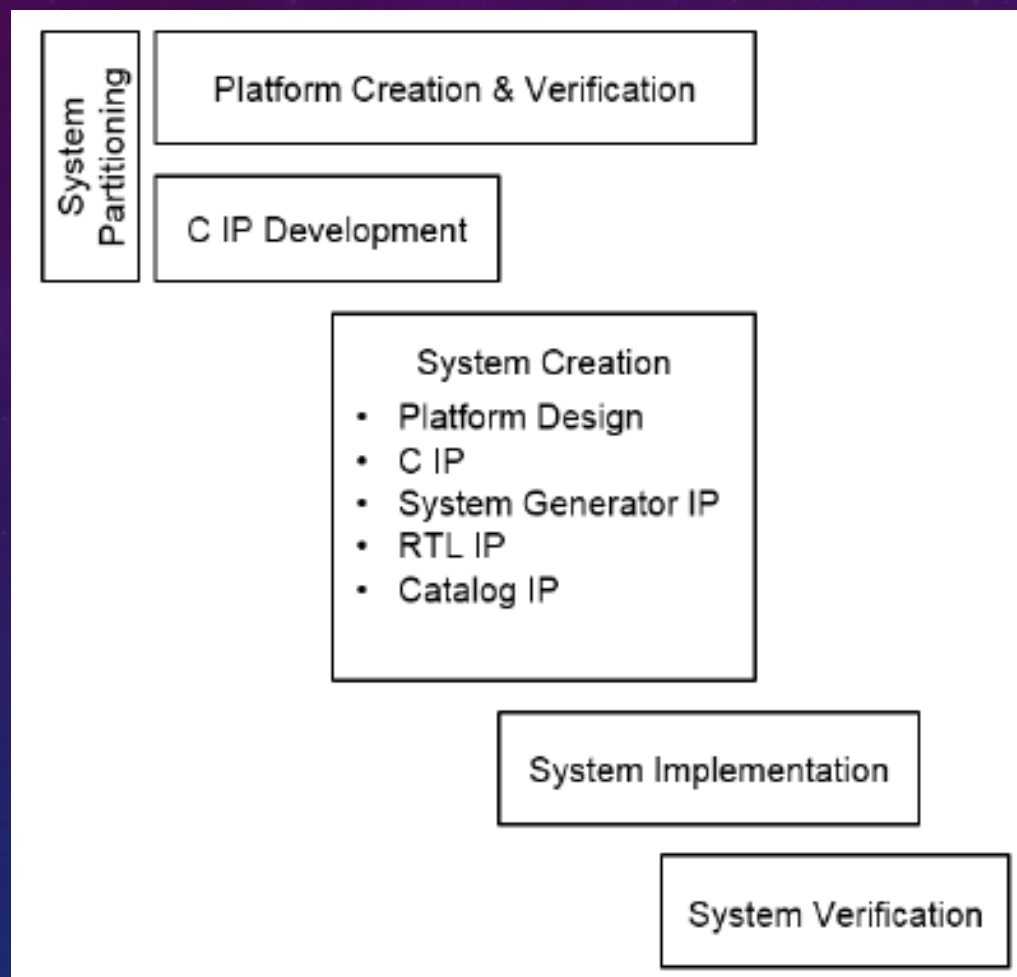 System
Partitioning
Platform Creation & Verification
C IP Development
System Creation
• Platform Design
• C IP
• System Generator IP
• RTL IP
• Catalog IP
System Implementation
System Verification